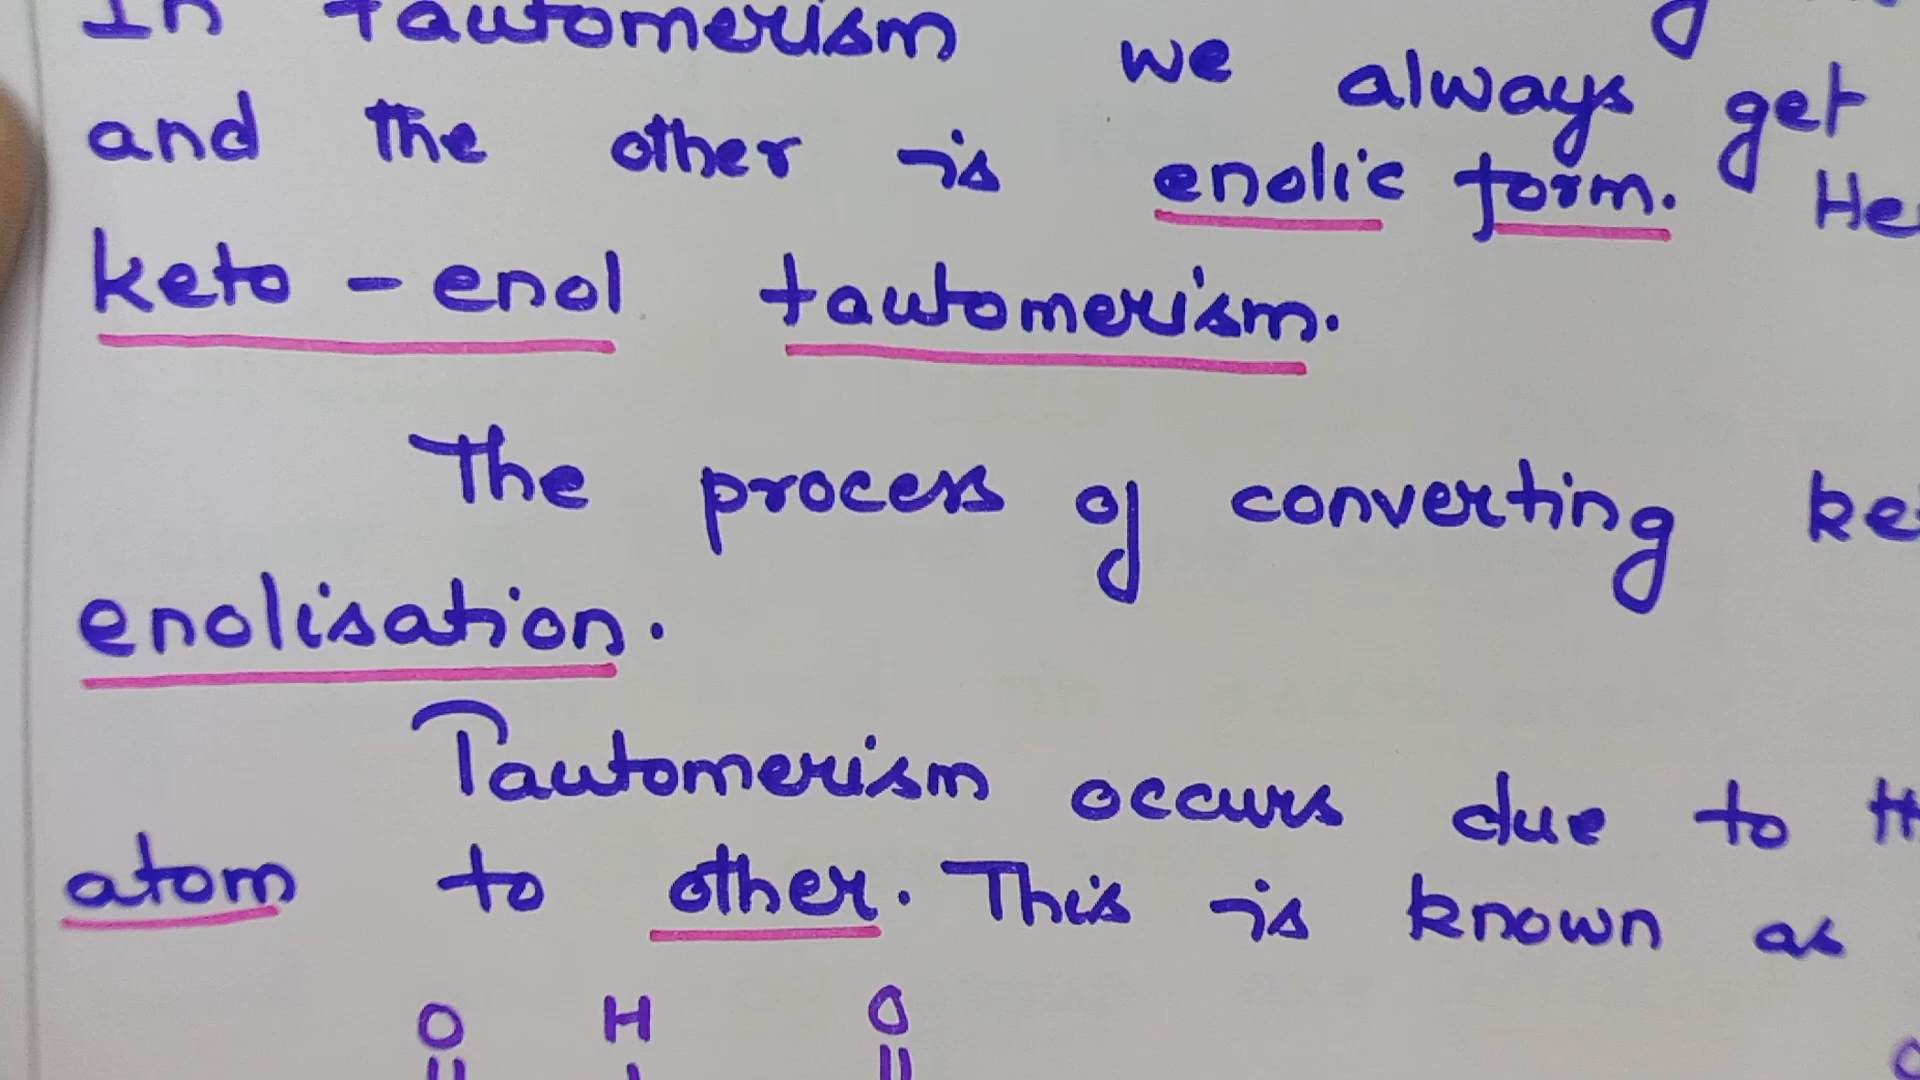 In Tautomerism we always get
and the other is enolic form. He
keto - enol tautomerism.
The process of converting ke
enolisation.
Tautomerism occurs due to th
atom to other. This is known as
O H O